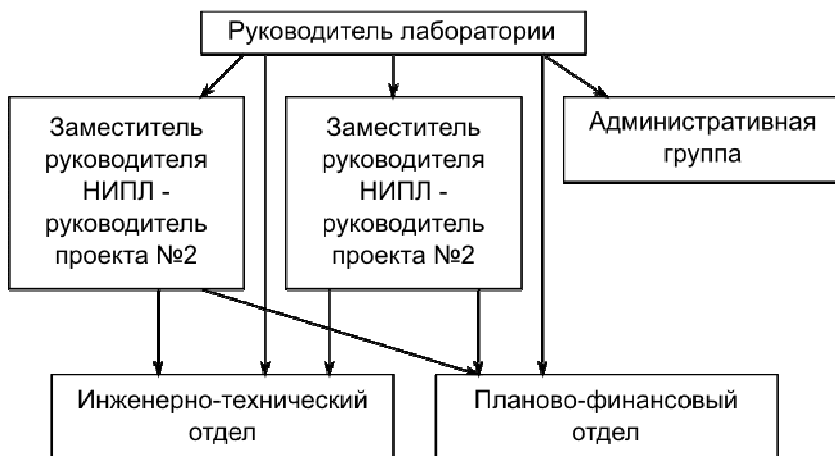 Руководитель лаборатории
Заместитель
руководителя
НИПЛ -
руководитель
проекта №2
Заместитель
руководителя
НИПЛ -
руководитель
проекта №2
Административная
группа
Инженерно-технический
отдел
Планово-финансовый
отдел